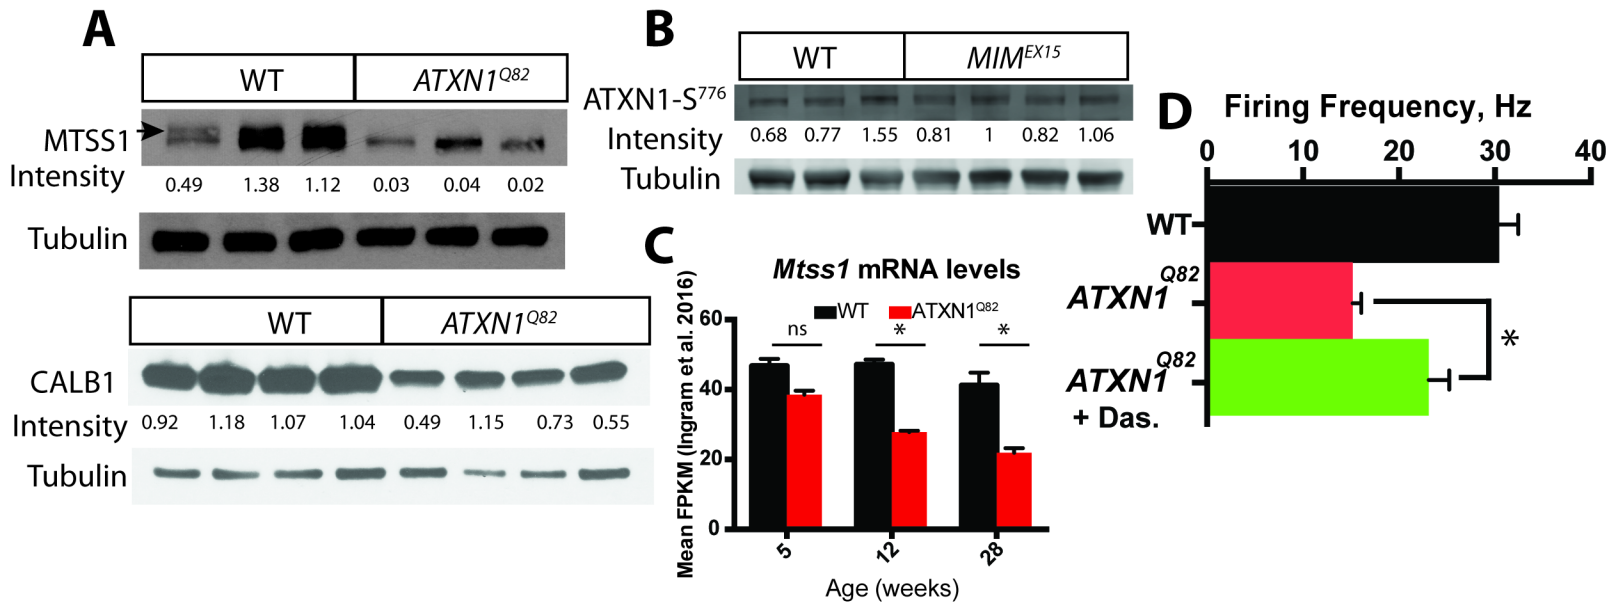 A
WT ATXN1Q82
MTSS1
Intensity
0.49 1.38 1.12 0.03 0.04 0.02
Tubulin
WT ATXN1Q82
CALB1
Intensity 0.92 1.18 1.07 1.04 0.49 1.15 0.73 0.55
Tubulin
B
WT MIMEX15
ATXN1-S776
Intensity 0.68 0.77 1.55 0.81 1 0.82 1.06
Tubulin
C
Mtss1 mRNA levels
WT ATXN1Q82
Mean FPKM (Ingram et al. 2016)
60
40
20
0
ns * *
5 12 28
Age (weeks)
D
Firing Frequency, Hz
0 10 20 30 40
WT
ATXN1Q82
*
ATXN1Q82
+ Das.